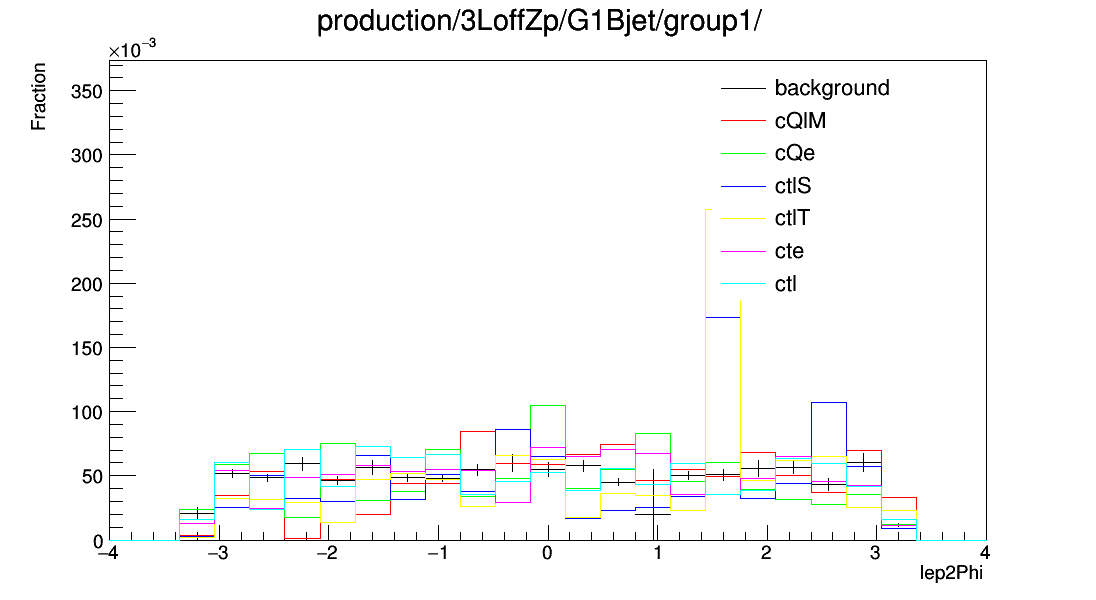 production/3LoffZp/G1Bjet/group1/
×10⁻³
Fraction
350
300
250
200
150
100
50
0
background
cQlM
cQe
ctlS
ctlT
cte
ctl
−4 −3 −2 −1 0 1 2 3 4
lep2Phi